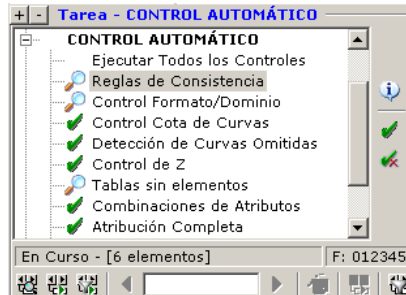 Tarea - CONTROL AUTOMÁTICO
CONTROL AUTOMÁTICO
Ejecutar Todos los Controles
Reglas de Consistencia
Control Formato/Dominio
Control Cota de Curvas
Detección de Curvas Omitidas
Control de Z
Tablas sin elementos
Combinaciones de Atributos
Atribución Completa
En Curso - [6 elementos] F: 012345